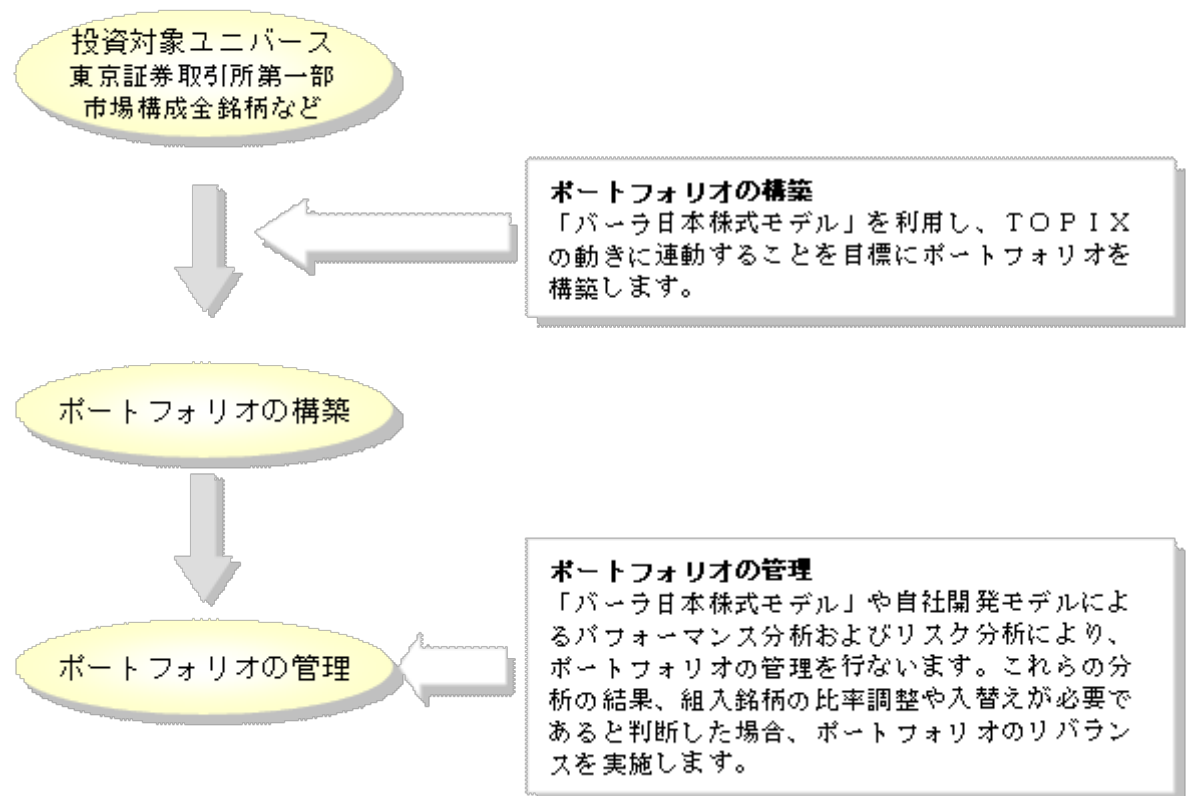 投資対象ユニバース
東京証券取引所第一部
市場構成全銘柄など
ポートフォリオの構築
「バーラ日本株式モデル」を利用し、ＴＯＰＩＸ
の動きに連動することを目標にポートフォリオを
構築します。
ポートフォリオの構築
ポートフォリオの管理
「バーラ日本株式モデル」や自社開発モデルによ
るパフォーマンス分析およびリスク分析により、
ポートフォリオの管理を行ないます。これらの分
析の結果、組入銘柄の比率調整や入替えが必要で
あると判断した場合、ポートフォリオのリバラン
スを実施します。
ポートフォリオの管理